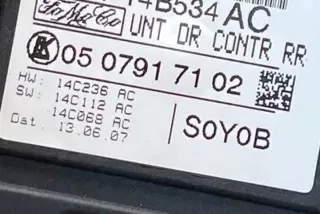 14B534 AC
FoMoCo
UNT DR CONTR RR
K 05 0791 71 02
HW: 14C236 AC
SW: 14C112 AC
14C068 AC
Dat. 13.06.07
S0Y0B